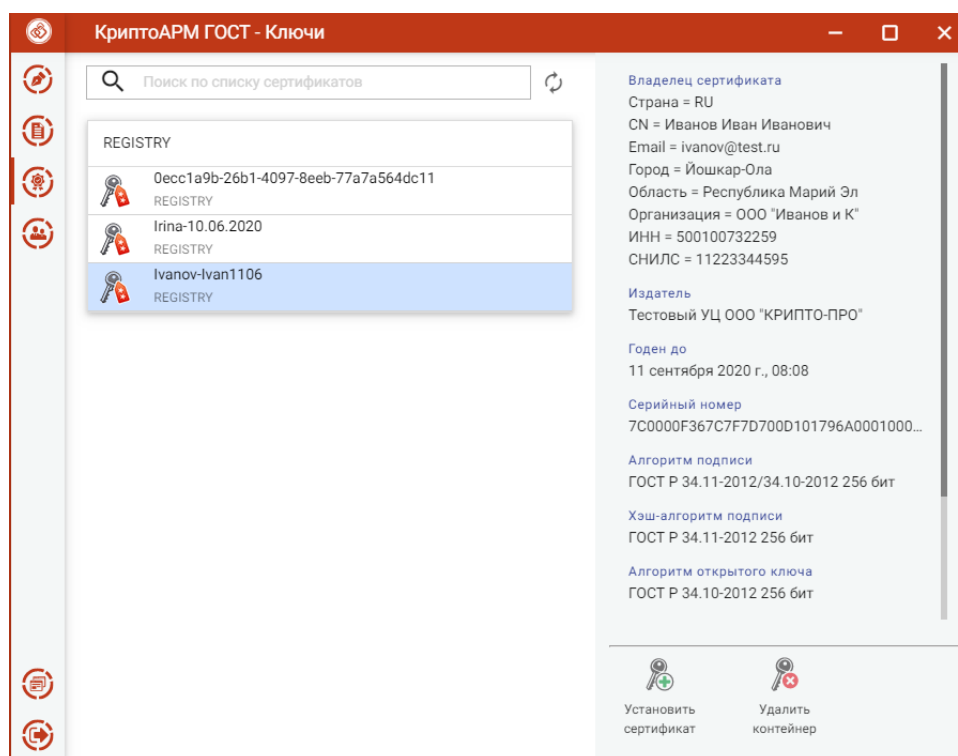 КриптоАРМ ГОСТ - Ключи
Поиск по списку сертификатов
REGISTRY
0ecc1a9b-26b1-4097-8eeb-77a7a564dc11
REGISTRY
Irina-10.06.2020
REGISTRY
Ivanov-Ivan1106
REGISTRY
Владелец сертификата
Страна = RU
CN = Иванов Иван Иванович
Email = ivanov@test.ru
Город = Йошкар-Ола
Область = Республика Марий Эл
Организация = ООО "Иванов и К"
ИНН = 500100732259
СНИЛС = 11223344595
Издатель
Тестовый УЦ ООО "КРИПТО-ПРО"
Годен до
11 сентября 2020 г., 08:08
Серийный номер
7C0000F367C7F7D700D101796A0001000...
Алгоритм подписи
ГОСТ Р 34.11-2012/34.10-2012 256 бит
Хэш-алгоритм подписи
ГОСТ Р 34.11-2012 256 бит
Алгоритм открытого ключа
ГОСТ Р 34.10-2012 256 бит
Установить
сертификат
Удалить
контейнер